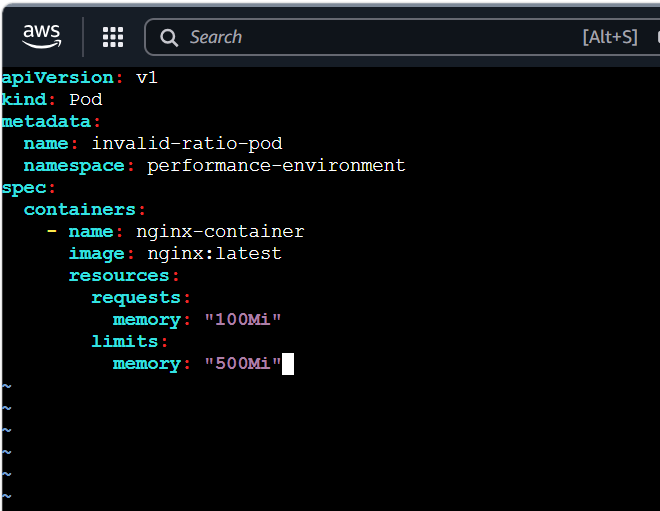 aws
Search [Alt+S]
apiVersion: v1
kind: Pod
metadata:
  name: invalid-ratio-pod
  namespace: performance-environment
spec:
  containers:
    - name: nginx-container
      image: nginx:latest
      resources:
        requests:
          memory: "100Mi"
        limits:
          memory: "500Mi"
~
~
~
~
~
~